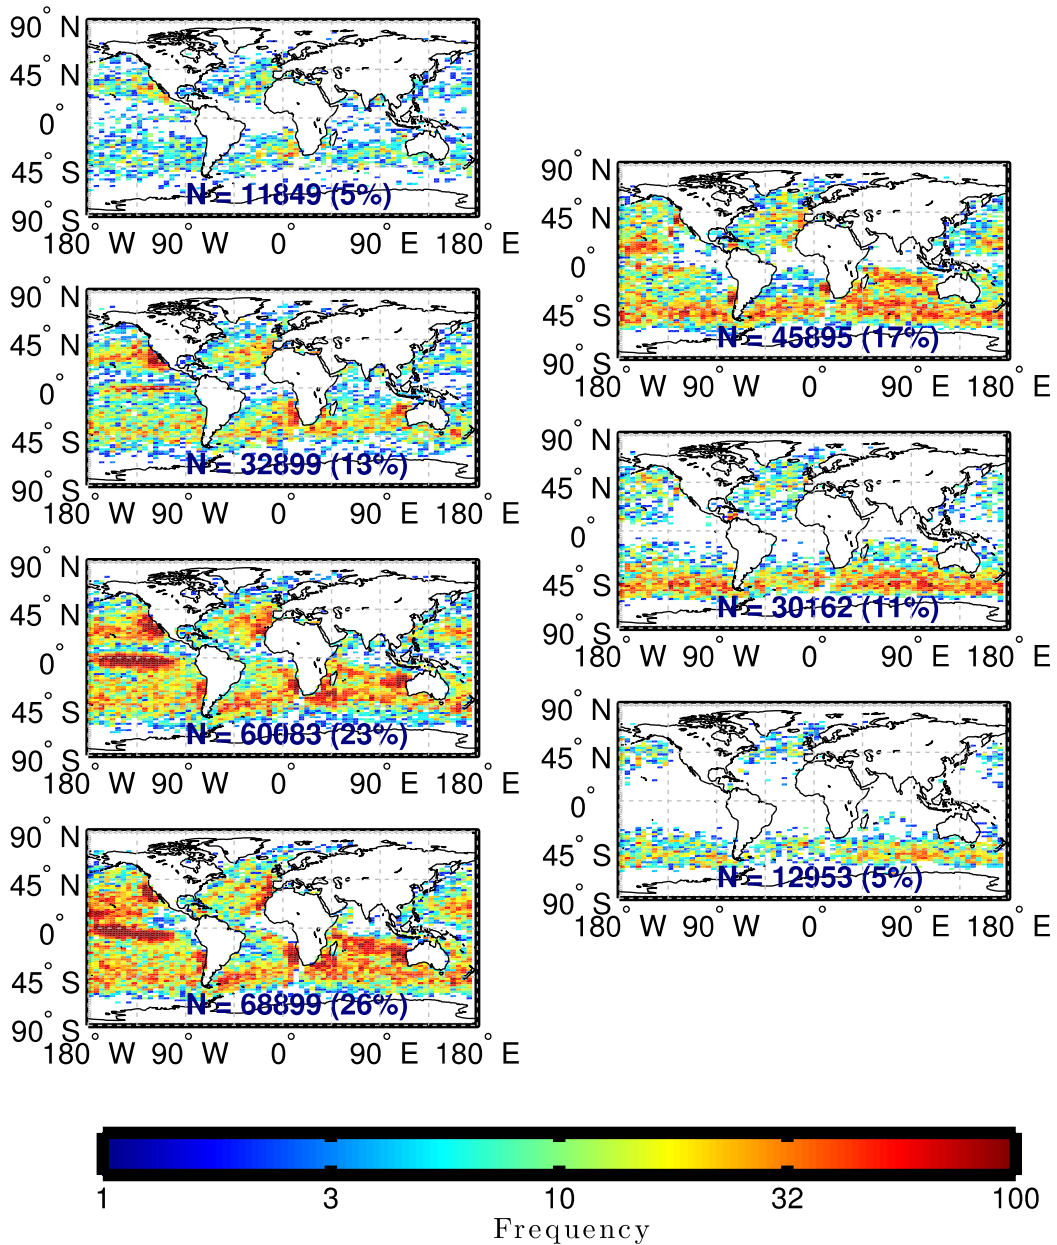 90° N
45° N
0°
45° S
90° S
N = 11849 (5%)
180° W 90° W 0° 90° E 180° E
90° N
45° N
0°
45° S
90° S
N = 32899 (13%)
180° W 90° W 0° 90° E 180° E
90° N
45° N
0°
45° S
90° S
N = 60083 (23%)
180° W 90° W 0° 90° E 180° E
90° N
45° N
0°
45° S
90° S
N = 68899 (26%)
180° W 90° W 0° 90° E 180° E
90° N
45° N
0°
45° S
90° S
N = 45895 (17%)
180° W 90° W 0° 90° E 180° E
90° N
45° N
0°
45° S
90° S
N = 30162 (11%)
180° W 90° W 0° 90° E 180° E
90° N
45° N
0°
45° S
90° S
N = 12953 (5%)
180° W 90° W 0° 90° E 180° E
1 3 10 32 100
Frequency